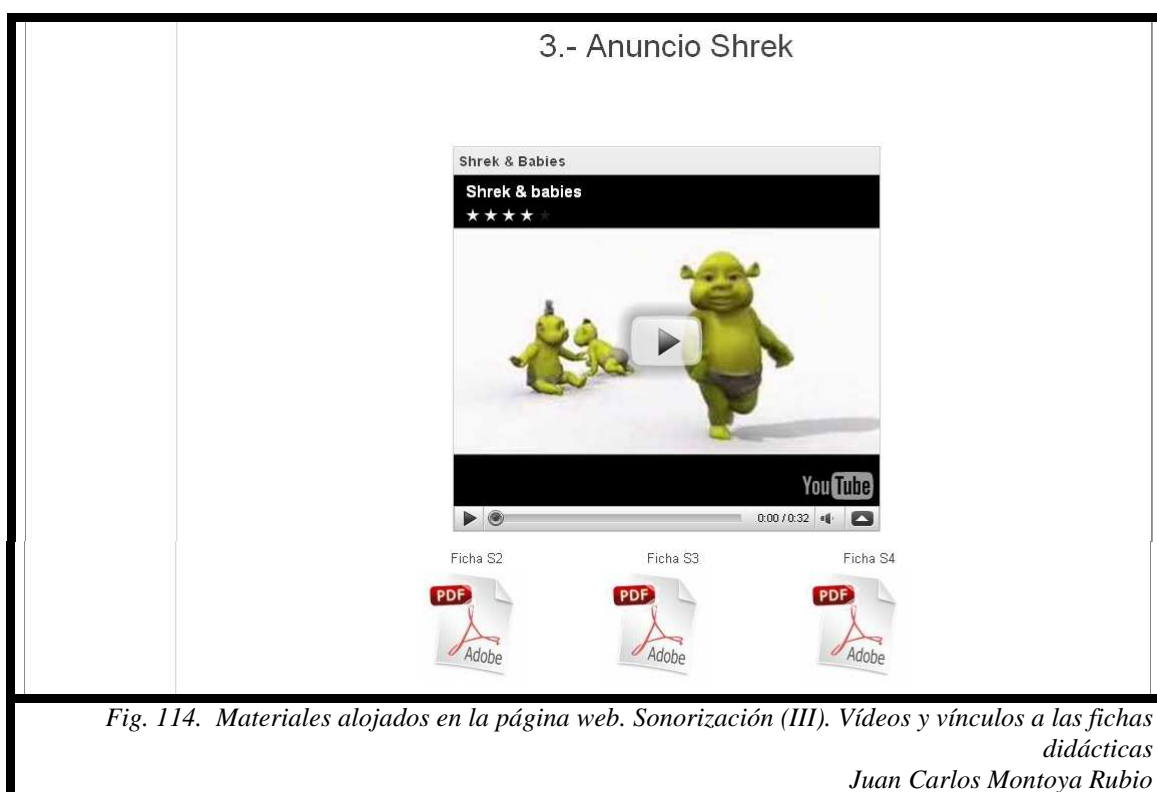 3.- Anuncio Shrek
Shrek & Babies
Shrek & babies
YouTube
0:00 / 0:32
Ficha S2 Ficha S3 Ficha S4
PDF PDF PDF
Adobe Adobe Adobe
Fig. 114. Materiales alojados en la página web. Sonorización (III). Vídeos y vínculos a las fichas
didácticas
Juan Carlos Montoya Rubio